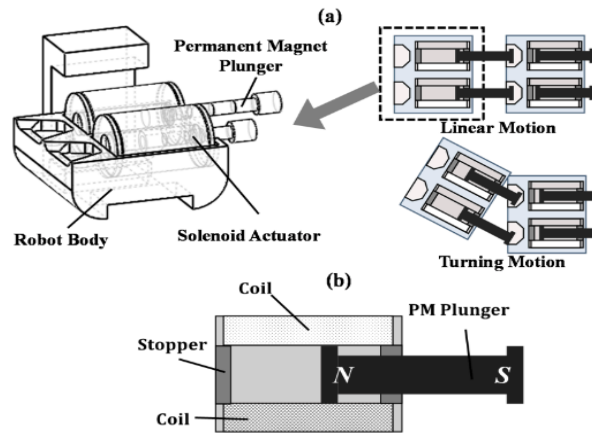 (a)
Permanent Magnet
Plunger
Linear Motion
Robot Body
Solenoid Actuator
Turning Motion
(b)
Coil
PM Plunger
Stopper
N
S
Coil